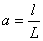 a = l / L